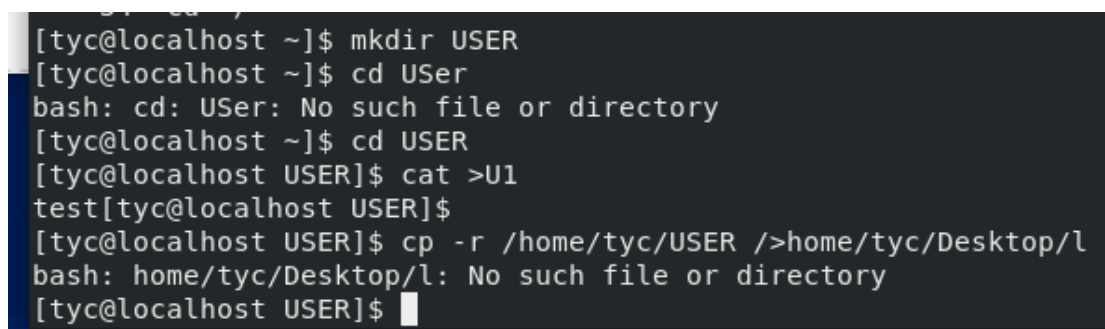 [tyc@localhost ~]$ mkdir USER
[tyc@localhost ~]$ cd USer
bash: cd: USer: No such file or directory
[tyc@localhost ~]$ cd USER
[tyc@localhost USER]$ cat >U1
test[tyc@localhost USER]$
[tyc@localhost USER]$ cp -r /home/tyc/USER />home/tyc/Desktop/l
bash: home/tyc/Desktop/l: No such file or directory
[tyc@localhost USER]$